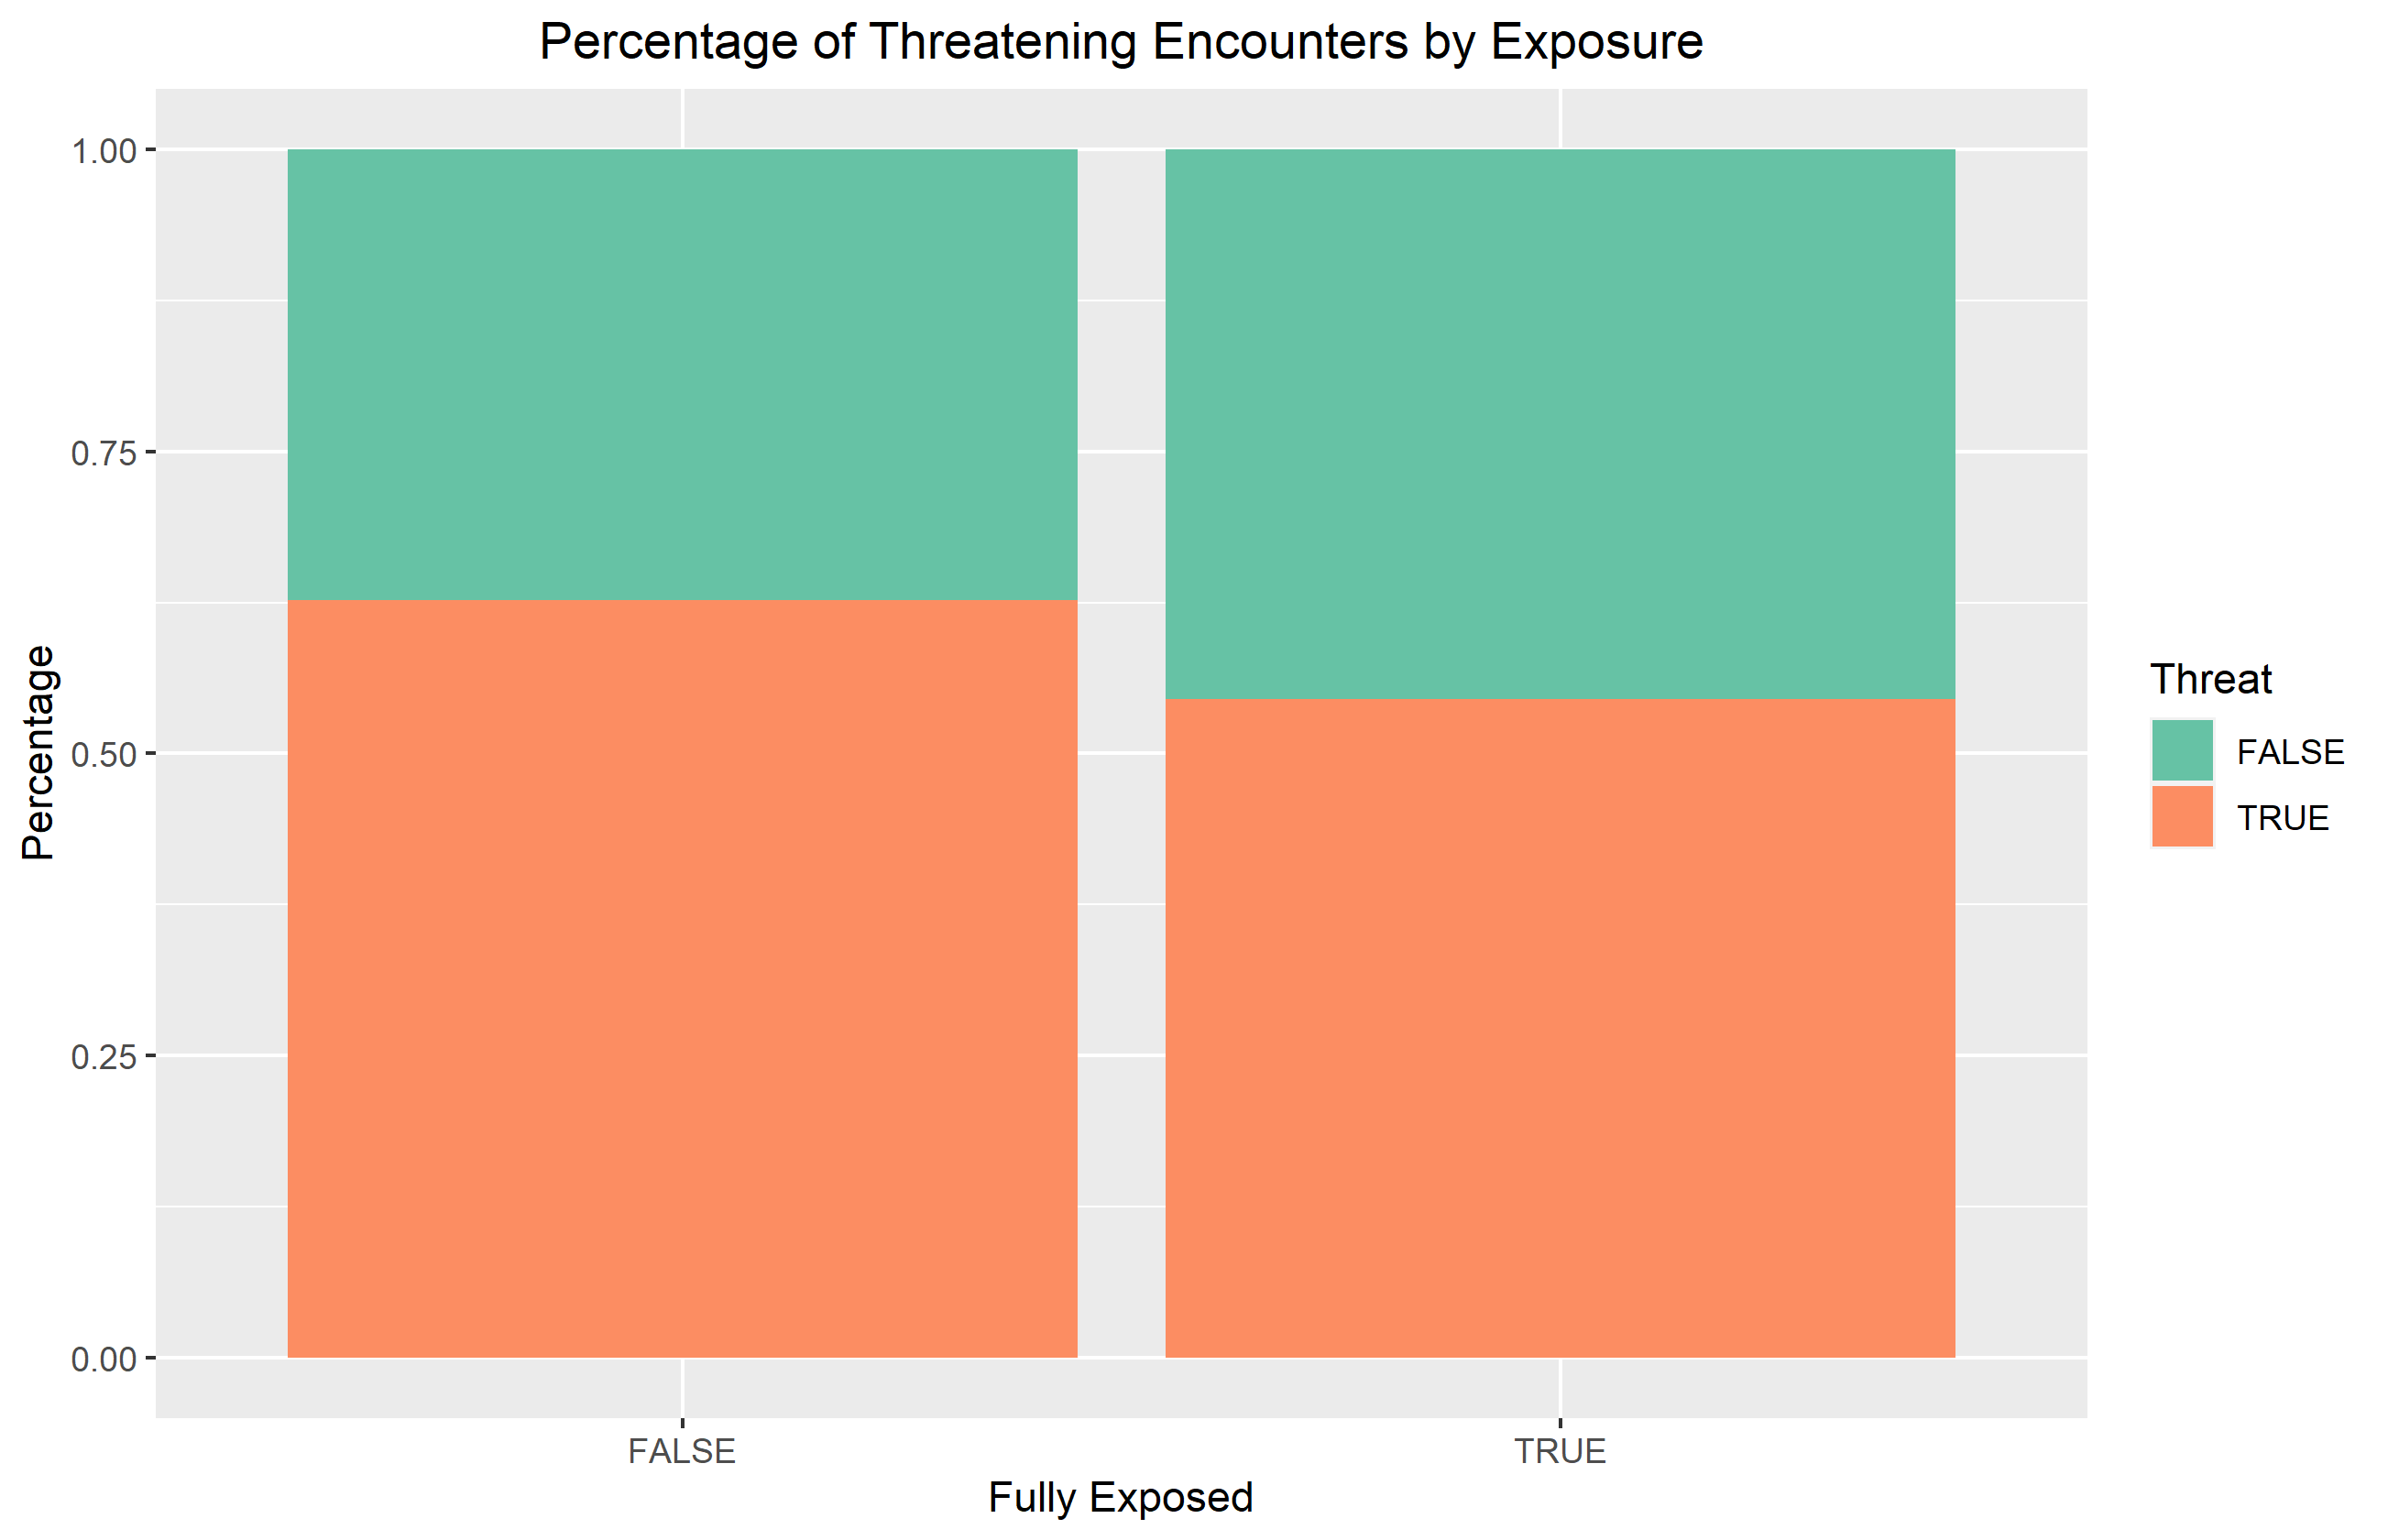 Percentage of Threatening Encounters by Exposure
Percentage
1.00
0.75
0.50
0.25
0.00
FALSE
TRUE
Fully Exposed
Threat
FALSE
TRUE